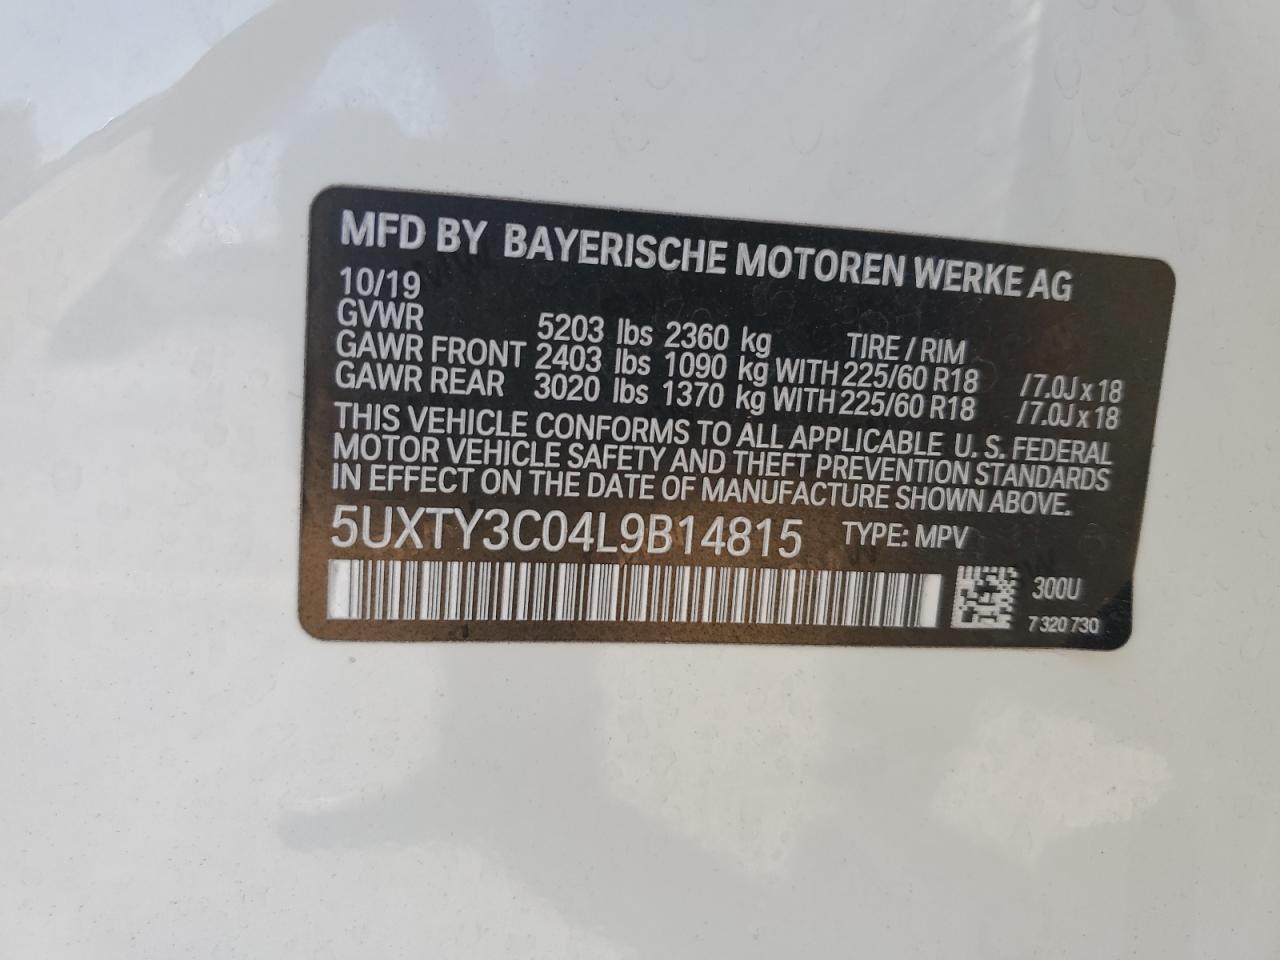 MFD BY BAYERISCHE MOTOREN WERKE AG
10/19
GVWR 5203 lbs 2360 kg TIRE / RIM
GAWR FRONT 2403 lbs 1090 kg WITH 225/60 R18 /7.0J x 18
GAWR REAR 3020 lbs 1370 kg WITH 225/60 R18 /7.0J x 18
THIS VEHICLE CONFORMS TO ALL APPLICABLE U. S. FEDERAL
MOTOR VEHICLE SAFETY AND THEFT PREVENTION STANDARDS
IN EFFECT ON THE DATE OF MANUFACTURE SHOWN ABOVE.
5UXTY3C04L9B14815 TYPE: MPV
300U
7 320 730